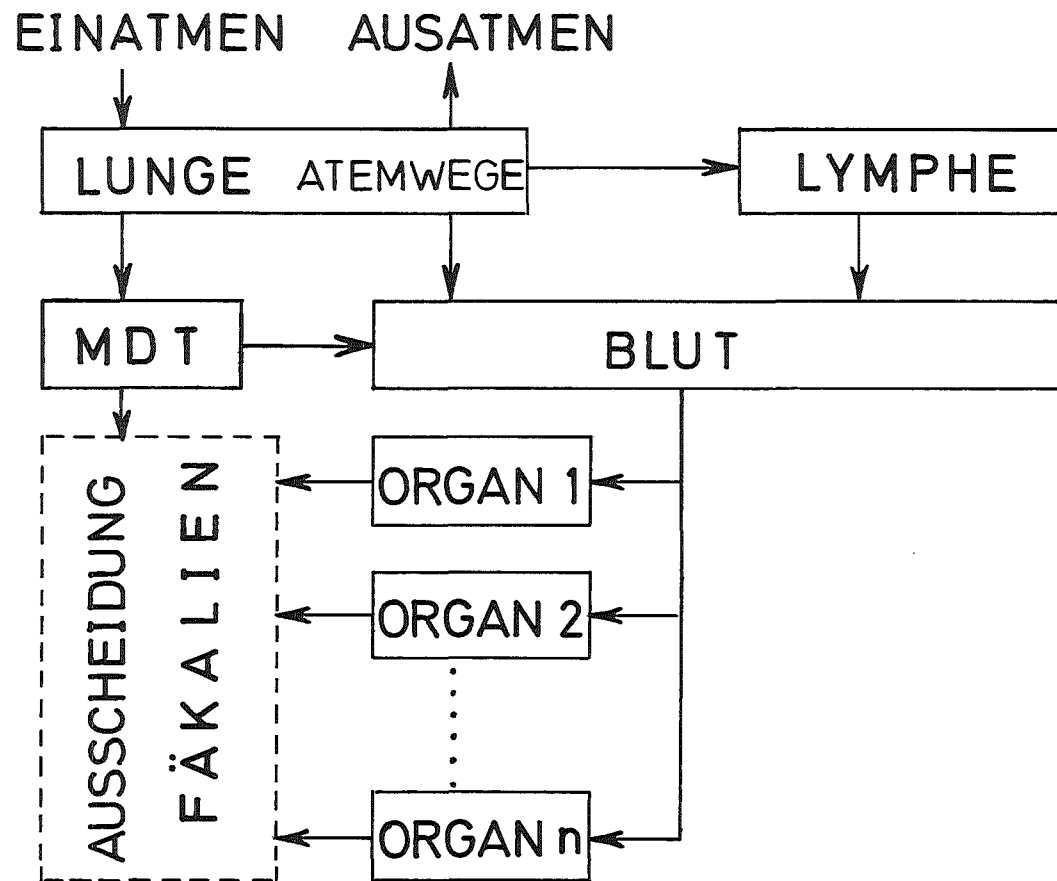 EINATMEN AUSATMEN
LUNGE ATEMWEGE
LYMPHE
MDT
BLUT
AUSSCHEIDUNG
FÄKALIEN
ORGAN 1
ORGAN 2
ORGAN n